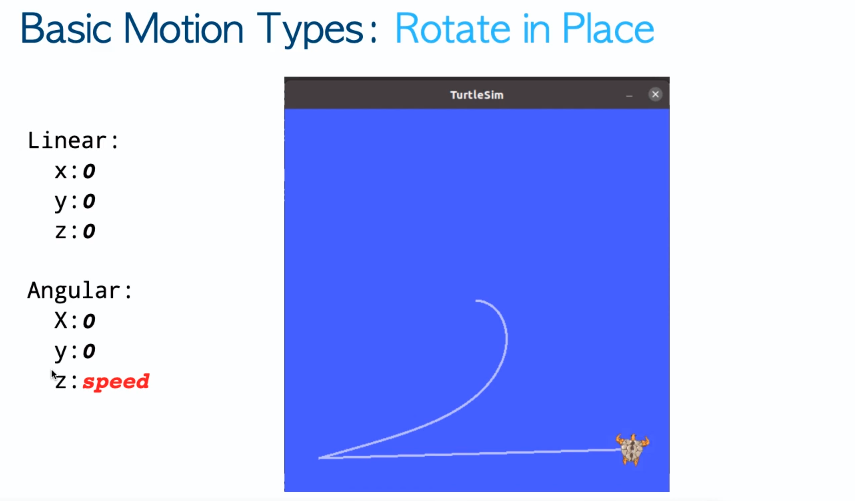 Basic Motion Types: Rotate in Place
TurtleSim
Linear:
x:0
y:0
z:0
Angular:
X:0
y:0
z:speed